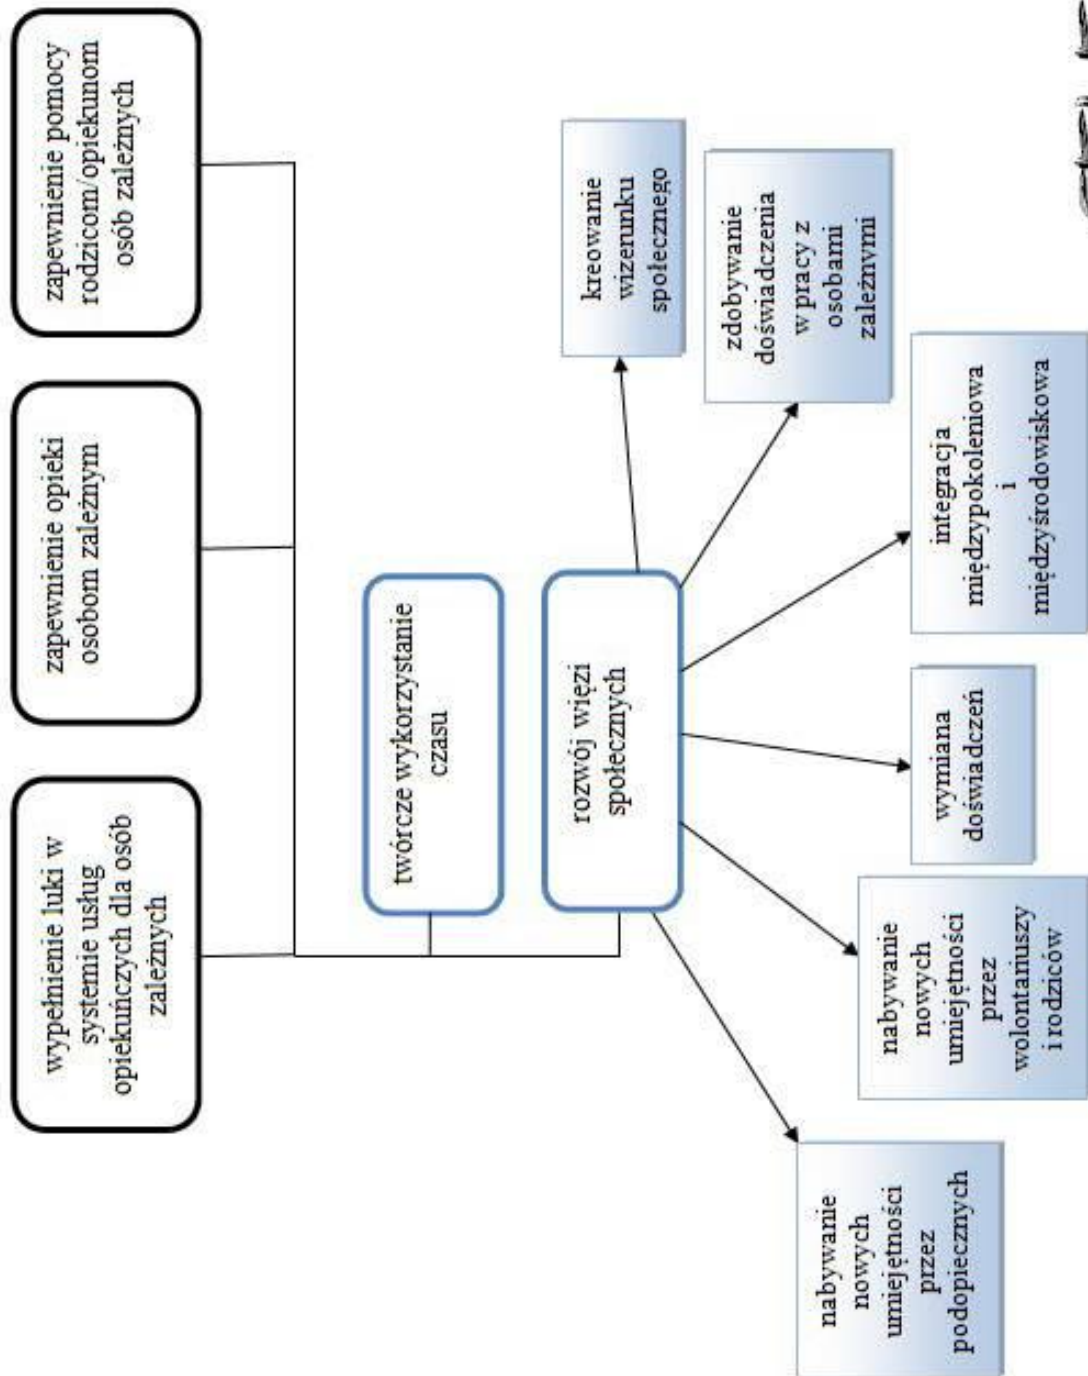 wypełnienie luki w
systemie usług
opiekuńczych dla osób
zależnych
zapewnienie opieki
osobom zależnym
zapewnienie pomocy
rodzicom/opiekunom
osób zależnych
twórcze wykorzystanie
czasu
rozwój więzi
społecznych
nabywanie
nowych
umiejętności
przez
podopiecznych
nabywanie
nowych
umiejętności
przez
wolontanuszy
i rodziców
wymiana
doświadczeń
integracja
międzypokoleniowa
i
międzyśrodowiskowa
zdobywanie
doświadczenia
w pracy z
osobami
zależnymi
kreowanie
wizerunku
społecznego